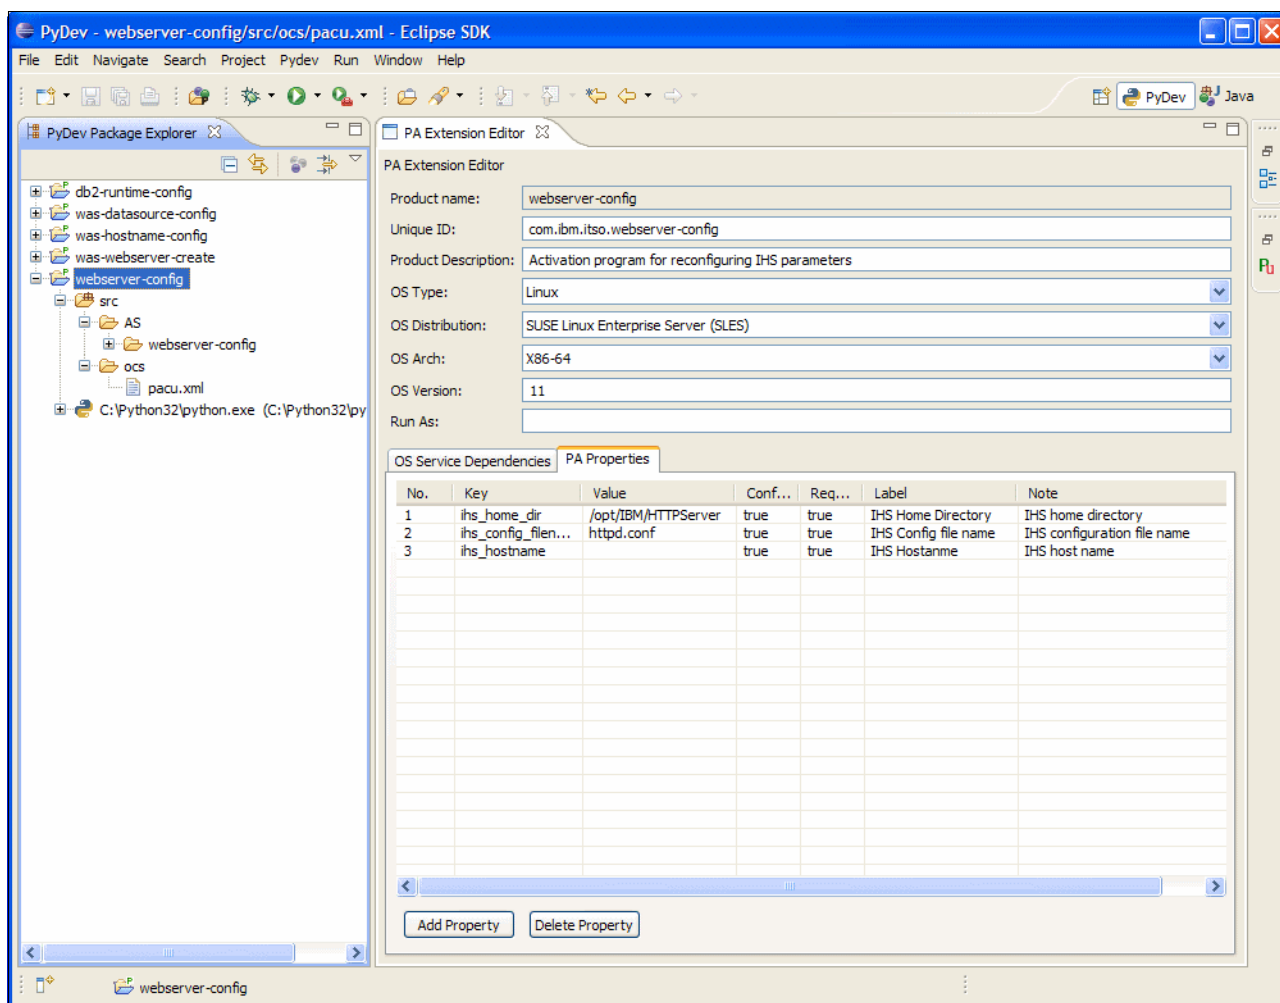 PyDev - webserver-config/src/ocs/pacu.xml - Eclipse SDK
File Edit Navigate Search Project Pydev Run Window Help
PyDev Java
PyDev Package Explorer
db2-runtime-config
was-datasource-config
was-hostname-config
was-webserver-create
webserver-config
src
AS
webserver-config
ocs
pacu.xml
C:\Python32\python.exe (C:\Python32\py
PA Extension Editor
PA Extension Editor
Product name: webserver-config
Unique ID: com.ibm.itso.webserver-config
Product Description: Activation program for reconfiguring IHS parameters
OS Type: Linux
OS Distribution: SUSE Linux Enterprise Server (SLES)
OS Arch: X86-64
OS Version: 11
Run As:
OS Service Dependencies PA Properties
No. Key Value Conf... Req... Label Note
1 ihs_home_dir /opt/IBM/HTTPServer true true IHS Home Directory IHS home directory
2 ihs_config_filen... httpd.conf true true IHS Config file name IHS configuration file name
3 ihs_hostname true true IHS Hostanme IHS host name
Add Property Delete Property
webserver-config